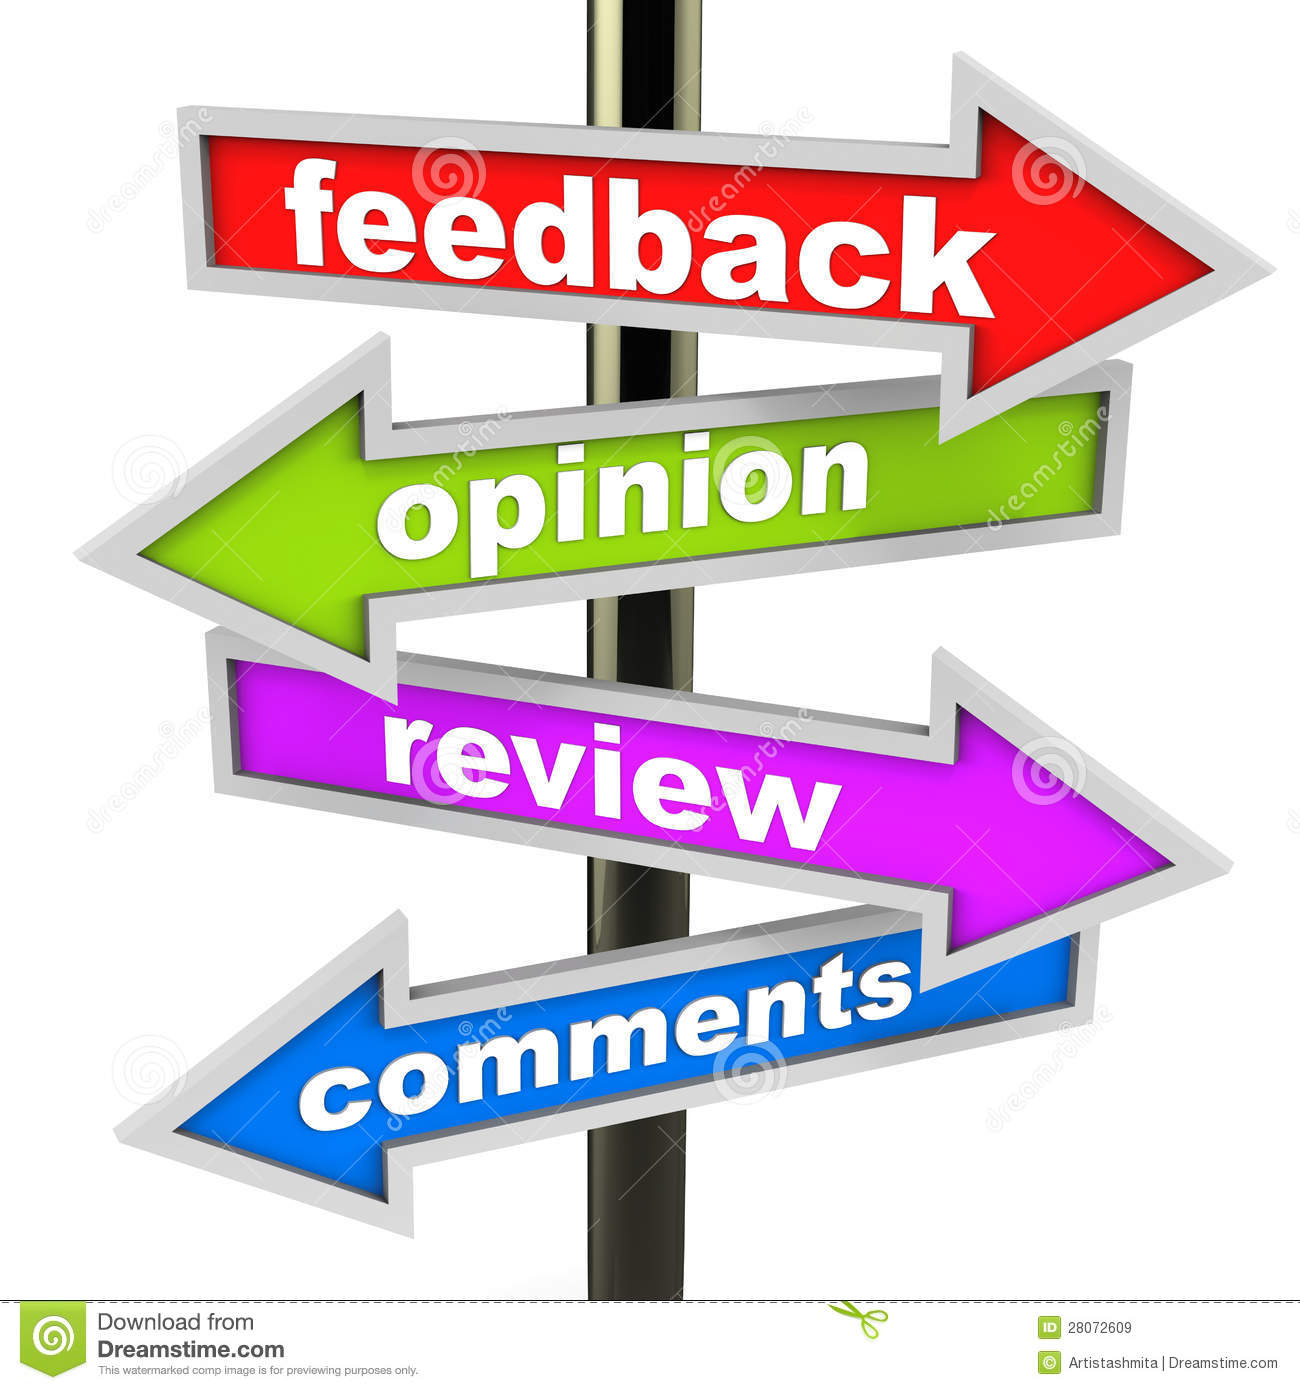 feedback
opinion
review
comments
Download from
Dreamstime.com
This watermarked comp image is for previewing purposes only.
ID 28072609
© Artistashmita | Dreamstime.com
dreamstime